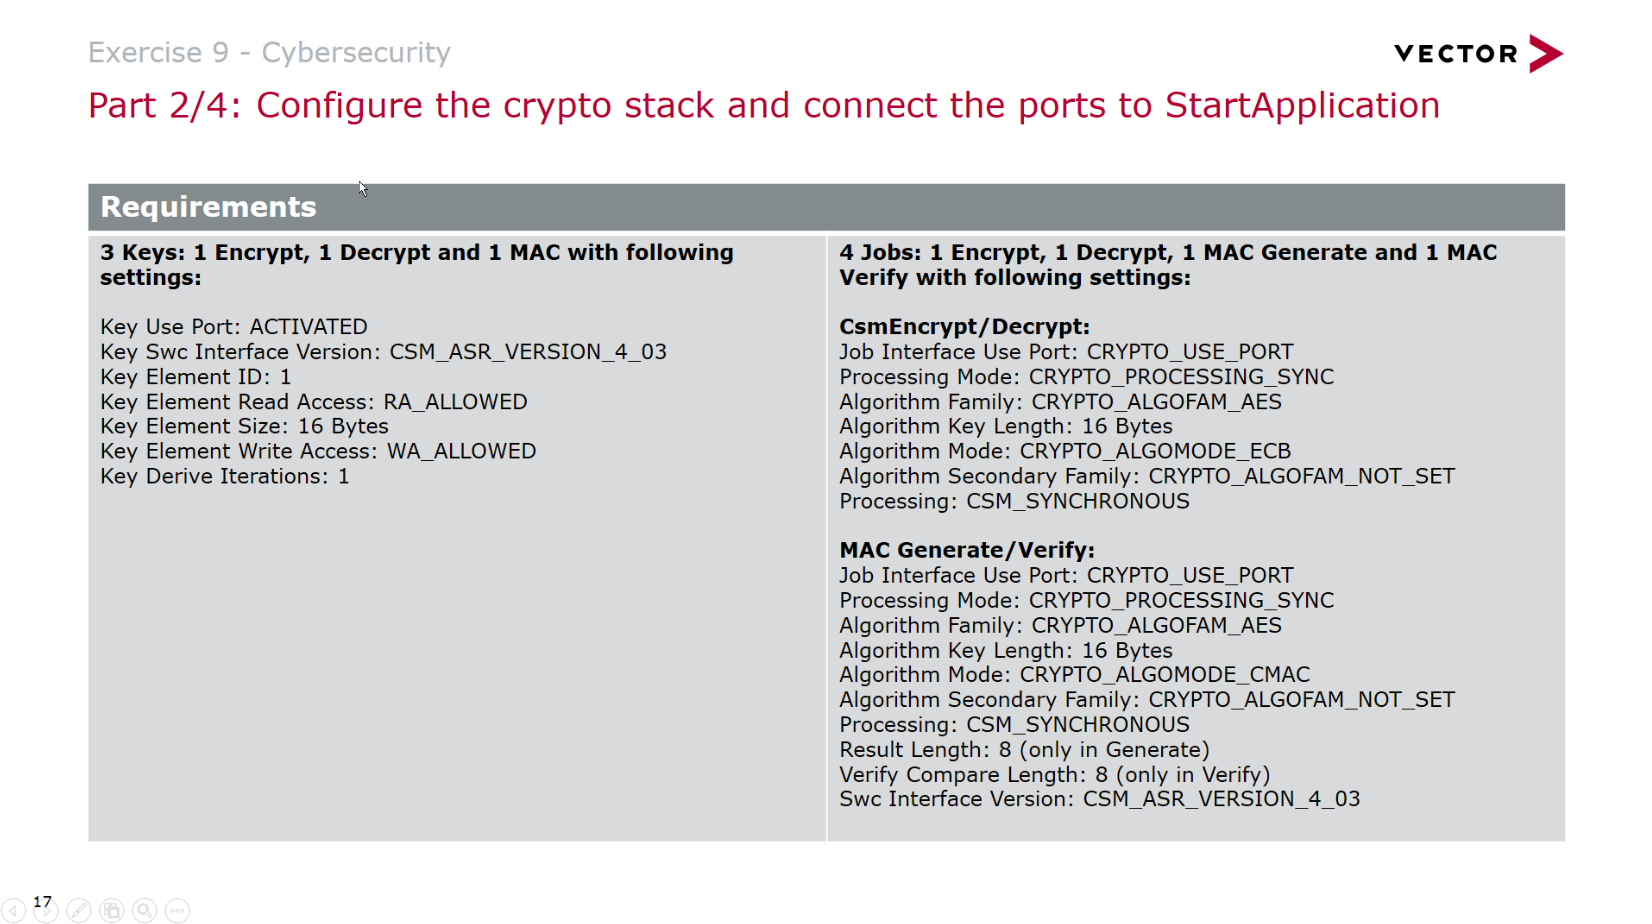 Exercise 9 - Cybersecurity
VECTOR
Part 2/4: Configure the crypto stack and connect the ports to StartApplication
Requirements
3 Keys: 1 Encrypt, 1 Decrypt and 1 MAC with following
settings:
Key Use Port: ACTIVATED
Key Swc Interface Version: CSM_ASR_VERSION_4_03
Key Element ID: 1
Key Element Read Access: RA_ALLOWED
Key Element Size: 16 Bytes
Key Element Write Access: WA_ALLOWED
Key Derive Iterations: 1
4 Jobs: 1 Encrypt, 1 Decrypt, 1 MAC Generate and 1 MAC
Verify with following settings:
CsmEncrypt/Decrypt:
Job Interface Use Port: CRYPTO_USE_PORT
Processing Mode: CRYPTO_PROCESSING_SYNC
Algorithm Family: CRYPTO_ALGOFAM_AES
Algorithm Key Length: 16 Bytes
Algorithm Mode: CRYPTO_ALGOMODE_ECB
Algorithm Secondary Family: CRYPTO_ALGOFAM_NOT_SET
Processing: CSM_SYNCHRONOUS
MAC Generate/Verify:
Job Interface Use Port: CRYPTO_USE_PORT
Processing Mode: CRYPTO_PROCESSING_SYNC
Algorithm Family: CRYPTO_ALGOFAM_AES
Algorithm Key Length: 16 Bytes
Algorithm Mode: CRYPTO_ALGOMODE_CMAC
Algorithm Secondary Family: CRYPTO_ALGOFAM_NOT_SET
Processing: CSM_SYNCHRONOUS
Result Length: 8 (only in Generate)
Verify Compare Length: 8 (only in Verify)
Swc Interface Version: CSM_ASR_VERSION_4_03
17